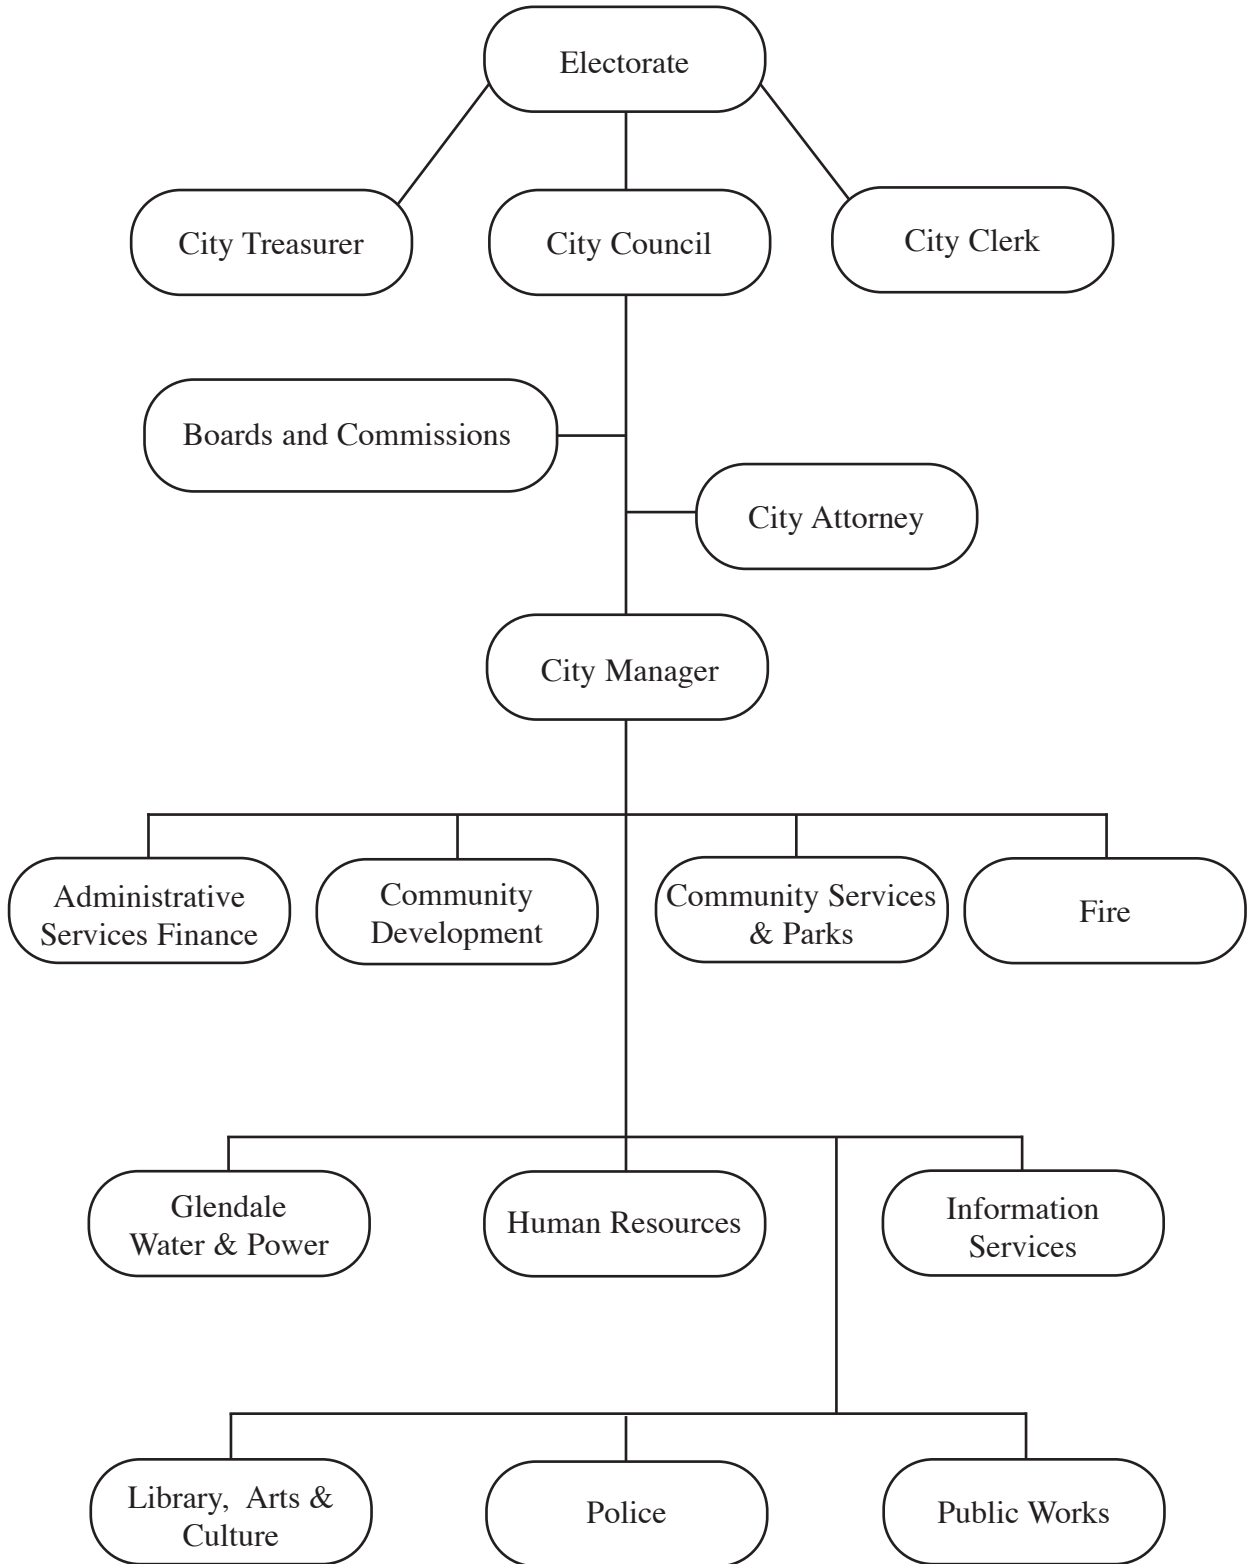 Electorate
City Treasurer
City Council
City Clerk
Boards and Commissions
City Attorney
City Manager
Administrative
Services Finance
Community
Development
Community Services
& Parks
Fire
Glendale
Water & Power
Human Resources
Information
Services
Library,  Arts &
Culture
Police
Public Works